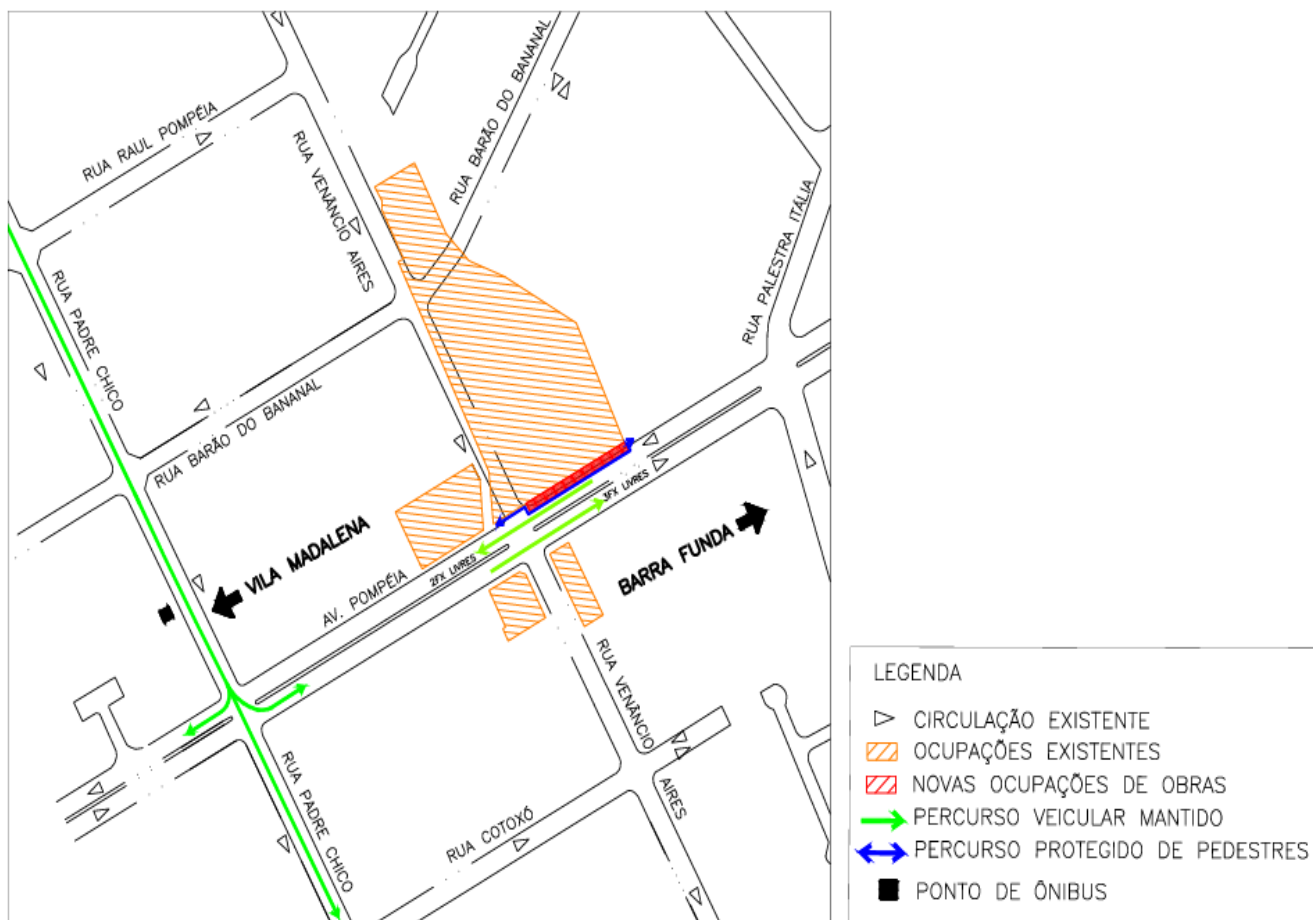 RUA RAUL POMPÉIA
RUA VENÂNCIO AIRES
RUA BARÃO DO BANANAL
RUA PALESTRA ITÁLIA
RUA PADRE CHICO
RUA BARÃO DO BANANAL
VILA MADALENA
AV. POMPÉIA
2FX LIVRES
3FX LIVRES
BARRA FUNDA
RUA VENÂNCIO
AIRES
RUA PADRE CHICO
RUA COTOXÓ
LEGENDA
CIRCULAÇÃO EXISTENTE
OCUPAÇÕES EXISTENTES
NOVAS OCUPAÇÕES DE OBRAS
PERCURSO VEICULAR MANTIDO
PERCURSO PROTEGIDO DE PEDESTRES
PONTO DE ÔNIBUS